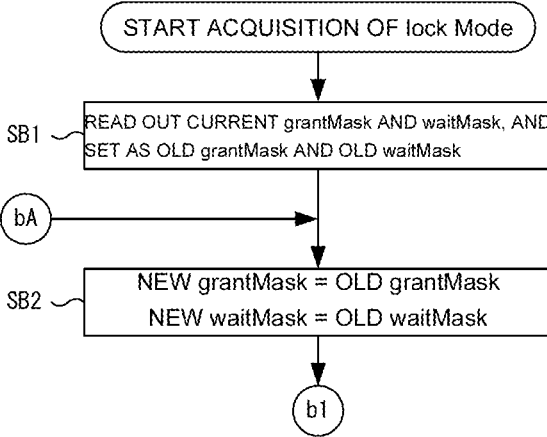 START ACQUISITION OF lock Mode
SB1
READ OUT CURRENT grantMask AND waitMask, AND
SET AS OLD grantMask AND OLD waitMask
bA
SB2
NEW grantMask = OLD grantMask
NEW waitMask = OLD waitMask
b1